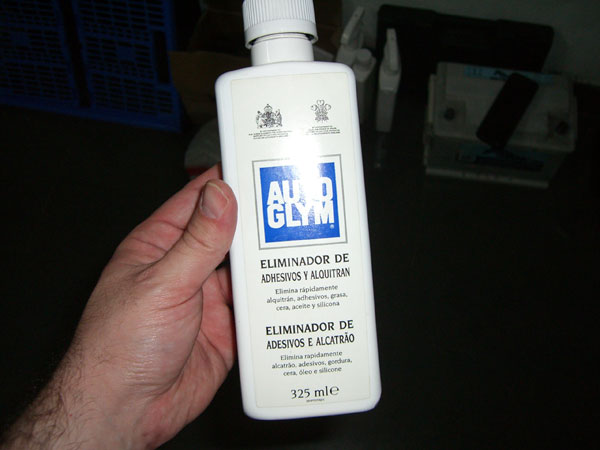 AUTO
GLYM
ELIMINADOR DE
ADHESIVOS Y ALQUITRAN
Elimina rápidamente
alquitrán, adhesivos, grasa,
cera, aceite y silicona
ELIMINADOR DE
ADESIVOS E ALCATRÃO
Elimina rapidamente
alcatrão, adesivos, gordura,
cera, óleo e silicone
325 ml e